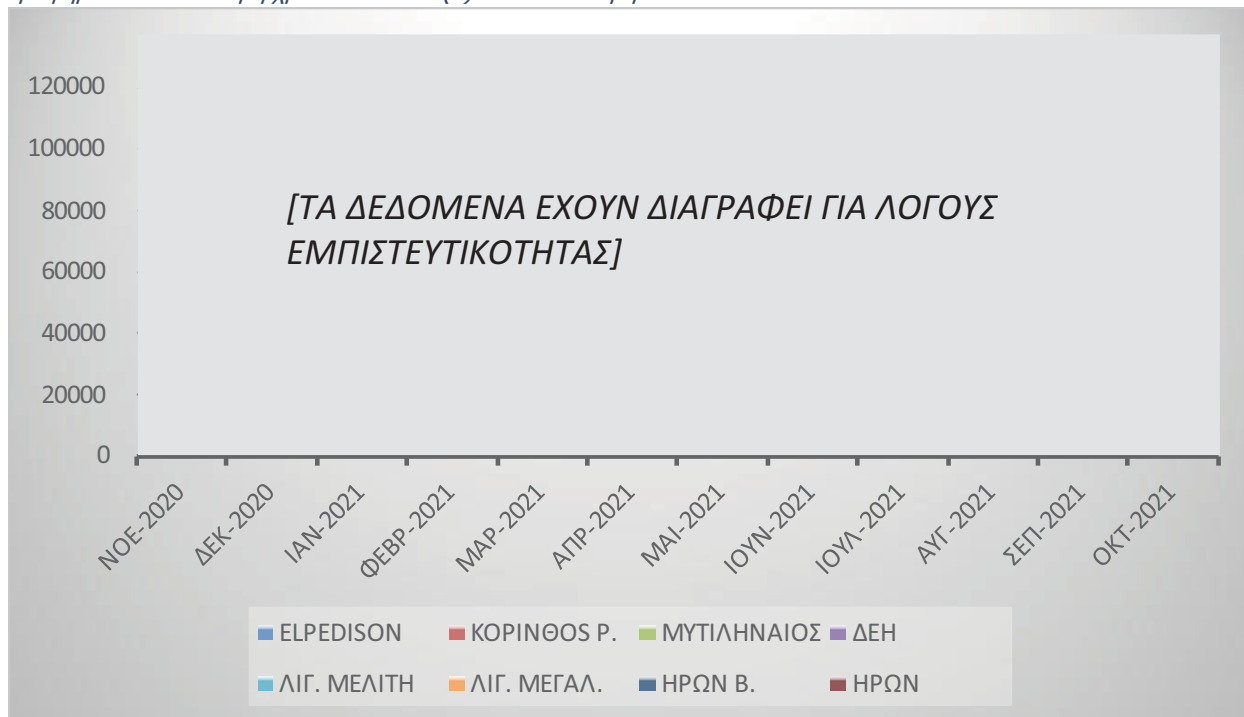 120000
100000
80000
60000
40000
20000
0
[ΤΑ ΔΕΔΟΜΕΝΑ ΕΧΟΥΝ ΔΙΑΓΡΑΦΕΙ ΓΙΑ ΛΟΓΟΥΣ
ΕΜΠΙΣΤΕΥΤΙΚΟΤΗΤΑΣ]
ΝΟΕ-2020
ΔΕΚ-2020
ΙΑΝ-2021
ΦΕΒΡ-2021
ΜΑΡ-2021
ΑΠΡ-2021
ΜΑΙ-2021
ΙΟΥΝ-2021
ΙΟΥΛ-2021
ΑΥΓ-2021
ΣΕΠ-2021
ΟΚΤ-2021
ELPEDISON ΚΟΡΙΝΘΟS P. ΜΥΤΙΛΗΝΑΙΟΣ ΔΕΗ
ΛΙΓ. ΜΕΛΙΤΗ ΛΙΓ. ΜΕΓΑΛ. ΗΡΩΝ Β. ΗΡΩΝ